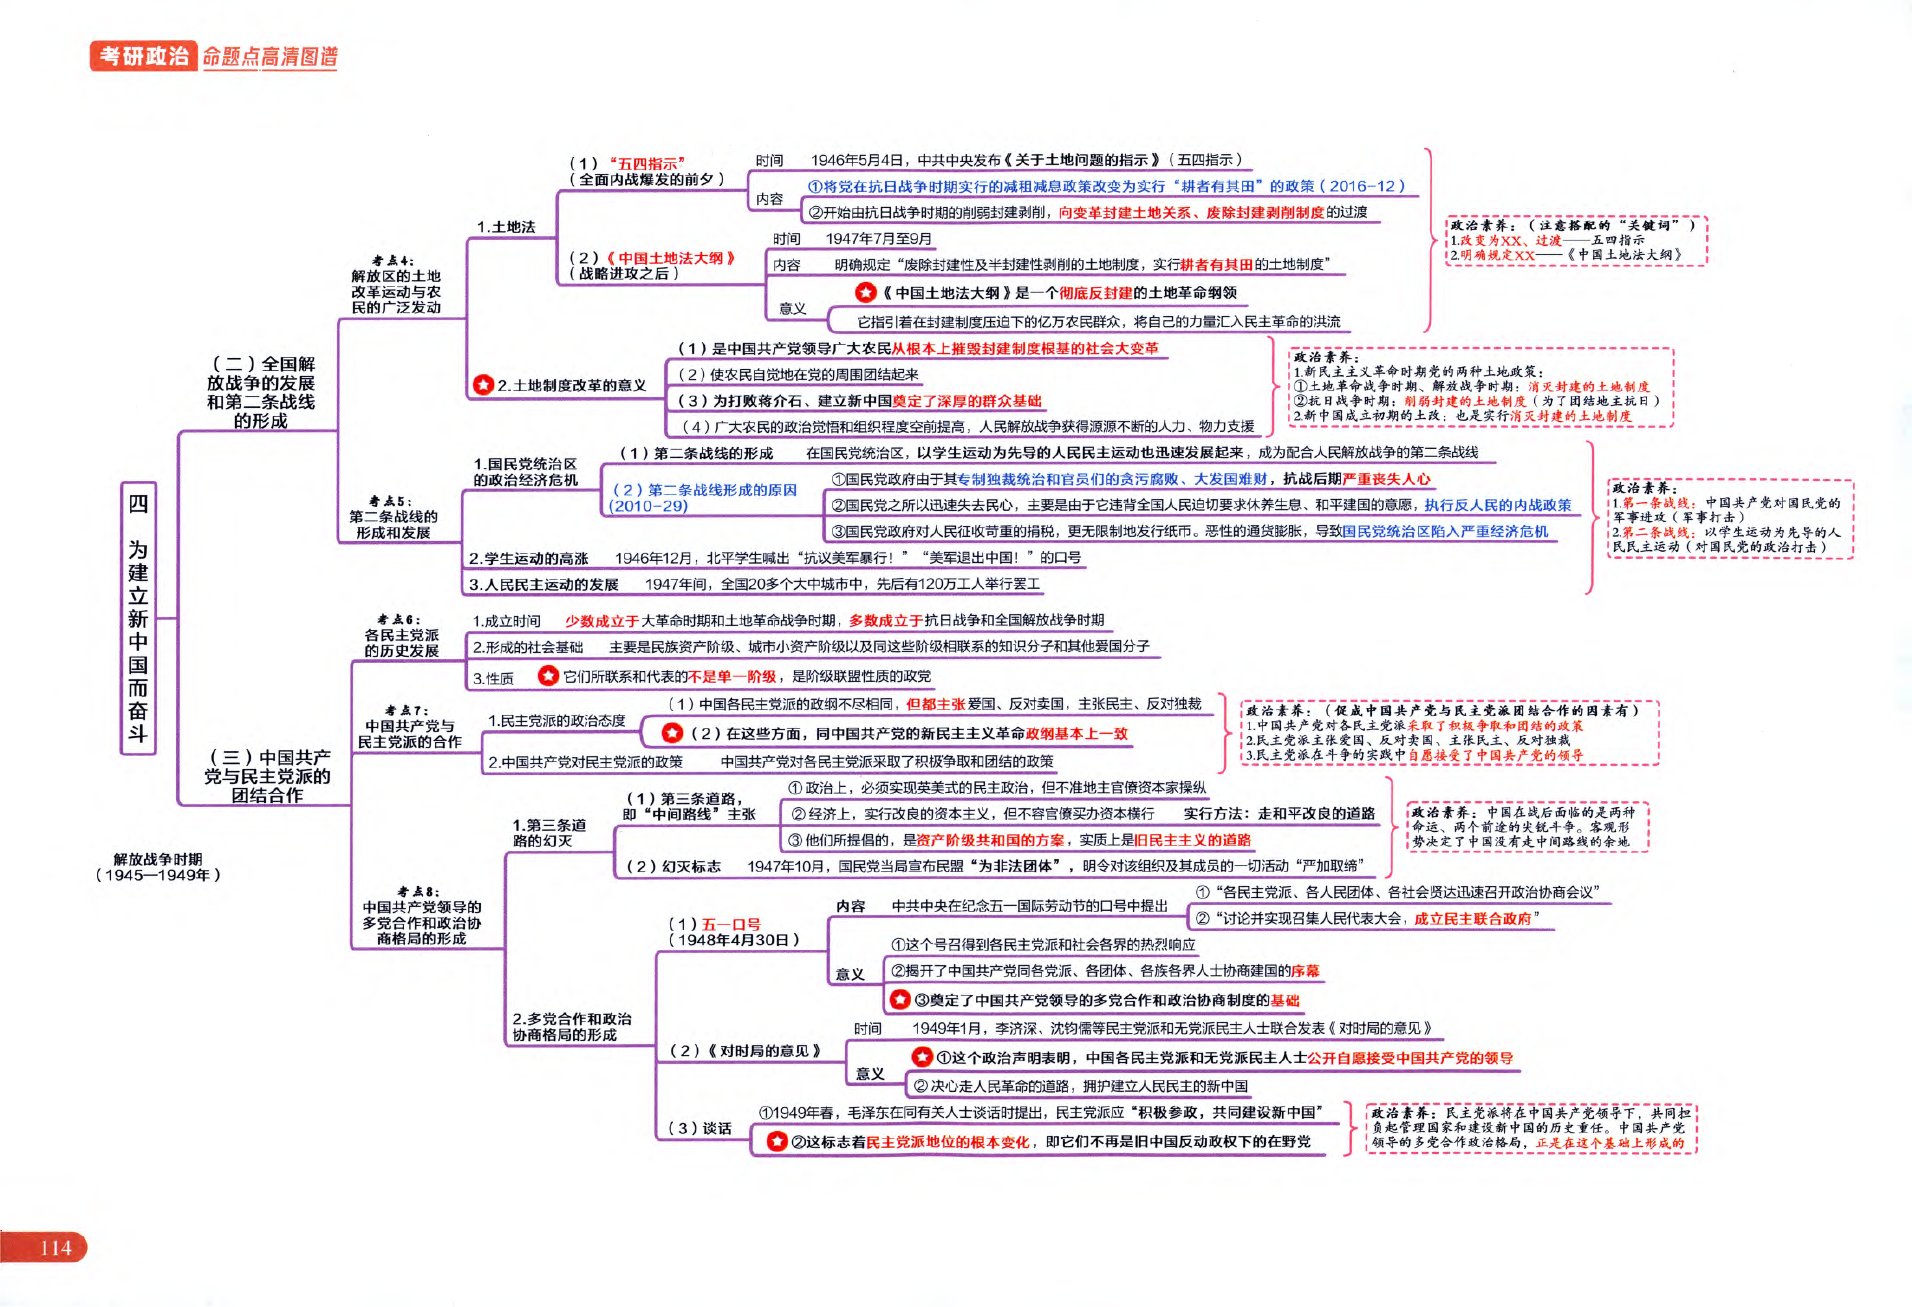 考研政治 命题点高清图谱
四 为建立新中国而奋斗
解放战争时期
（1945—1949年）
（二）全国解
放战争的发展
和第二条战线
的形成
考点4：
解放区的土地
改革运动与农
民的广泛发动
1.土地法
（1）“五四指示”
（全面内战爆发的前夕）
时间 1946年5月4日，中共中央发布《关于土地问题的指示》（五四指示）
内容
①将党在抗日战争时期实行的减租减息政策改变为实行“耕者有其田”的政策（2016-12）
②开始由抗日战争时期的削弱封建剥削，向变革封建土地关系、废除封建剥削制度的过渡
（2）《中国土地法大纲》
（战略进攻之后）
时间 1947年7月至9月
内容 明确规定“废除封建性及半封建性剥削的土地制度，实行耕者有其田的土地制度”
意义
《中国土地法大纲》是一个彻底反封建的土地革命纲领
它指引着在封建制度压迫下的亿万农民群众，将自己的力量汇入民主革命的洪流
政治素养：（注意搭配的“关键词”）
1.改变为XX、过渡——五四指示
2.明确规定XX——《中国土地法大纲》
2.土地制度改革的意义
（1）是中国共产党领导广大农民从根本上摧毁封建制度根基的社会大变革
（2）使农民自觉地在党的周围团结起来
（3）为打败蒋介石、建立新中国奠定了深厚的群众基础
（4）广大农民的政治觉悟和组织程度空前提高，人民解放战争获得源源不断的人力、物力支援
政治素养：
1.新民主主义革命时期党的两种土地政策：
①土地革命战争时期、解放战争时期：消灭封建的土地制度
②抗日战争时期：削弱封建的土地制度（为了团结地主抗日）
2.新中国成立初期的土改：也是实行消灭封建的土地制度
考点5：
第二条战线的
形成和发展
1.国民党统治区
的政治经济危机
（1）第二条战线的形成 在国民党统治区，以学生运动为先导的人民民主运动也迅速发展起来，成为配合人民解放战争的第二条战线
（2）第二条战线形成的原因
（2010-29）
①国民党政府由于其专制独裁统治和官员们的贪污腐败、大发国难财，抗战后期严重丧失人心
②国民党之所以迅速失去民心，主要是由于它违背全国人民迫切要求休养生息、和平建国的意愿，执行反人民的内战政策
③国民党政府对人民征收苛重的捐税，更无限制地发行纸币。恶性的通货膨胀，导致国民党统治区陷入严重经济危机
2.学生运动的高涨 1946年12月，北平学生喊出“抗议美军暴行！”“美军退出中国！”的口号
3.人民民主运动的发展 1947年间，全国20多个大中城市中，先后有120万工人举行罢工
政治素养：
1.第一条战线：中国共产党对国民党的
军事进攻（军事打击）
2.第二条战线：以学生运动为先导的人
民民主运动（对国民党的政治打击）
（三）中国共产
党与民主党派的
团结合作
考点6：
各民主党派
的历史发展
1.成立时间 少数成立于大革命时期和土地革命战争时期，多数成立于抗日战争和全国解放战争时期
2.形成的社会基础 主要是民族资产阶级、城市小资产阶级以及同这些阶级相联系的知识分子和其他爱国分子
3.性质 它们所联系和代表的不是单一阶级，是阶级联盟性质的政党
考点7：
中国共产党与
民主党派的合作
1.民主党派的政治态度
（1）中国各民主党派的政纲不尽相同，但都主张爱国、反对卖国，主张民主、反对独裁
（2）在这些方面，同中国共产党的新民主主义革命政纲基本上一致
2.中国共产党对民主党派的政策 中国共产党对各民主党派采取了积极争取和团结的政策
政治素养：（促成中国共产党与民主党派团结合作的因素有）
1.中国共产党对各民主党派采取了积极争取和团结的政策
2.民主党派主张爱国、反对卖国、主张民主、反对独裁
3.民主党派在斗争的实践中自愿接受了中国共产党的领导
考点8：
中国共产党领导的
多党合作和政治协
商格局的形成
1.第三条道
路的幻灭
（1）第三条道路，
即“中间路线”主张
①政治上，必须实现英美式的民主政治，但不准地主官僚资本家操纵
②经济上，实行改良的资本主义，但不容官僚买办资本横行 实行方法：走和平改良的道路
③他们所提倡的，是资产阶级共和国的方案，实质上是旧民主主义的道路
（2）幻灭标志 1947年10月，国民党当局宣布民盟“为非法团体”，明令对该组织及其成员的一切活动“严加取缔”
政治素养：中国在战后面临的是两种
命运、两个前途的尖锐斗争。客观形
势决定了中国没有走中间路线的余地
2.多党合作和政治
协商格局的形成
（1）五一口号
（1948年4月30日）
内容 中共中央在纪念五一国际劳动节的口号中提出
①“各民主党派、各人民团体、各社会贤达迅速召开政治协商会议”
②“讨论并实现召集人民代表大会，成立民主联合政府”
意义
①这个号召得到各民主党派和社会各界的热烈响应
②揭开了中国共产党同各党派、各团体、各族各界人士协商建国的序幕
③奠定了中国共产党领导的多党合作和政治协商制度的基础
（2）《对时局的意见》
时间 1949年1月，李济深、沈钧儒等民主党派和无党派民主人士联合发表《对时局的意见》
意义
①这个政治声明表明，中国各民主党派和无党派民主人士公开自愿接受中国共产党的领导
②决心走人民革命的道路，拥护建立人民民主的新中国
（3）谈话
①1949年春，毛泽东在同有关人士谈话时提出，民主党派应“积极参政，共同建设新中国”
②这标志着民主党派地位的根本变化，即它们不再是旧中国反动政权下的在野党
政治素养：民主党派将在中国共产党领导下，共同担
负起管理国家和建设新中国的历史重任。中国共产党
领导的多党合作政治格局，正是在这个基础上形成的
114